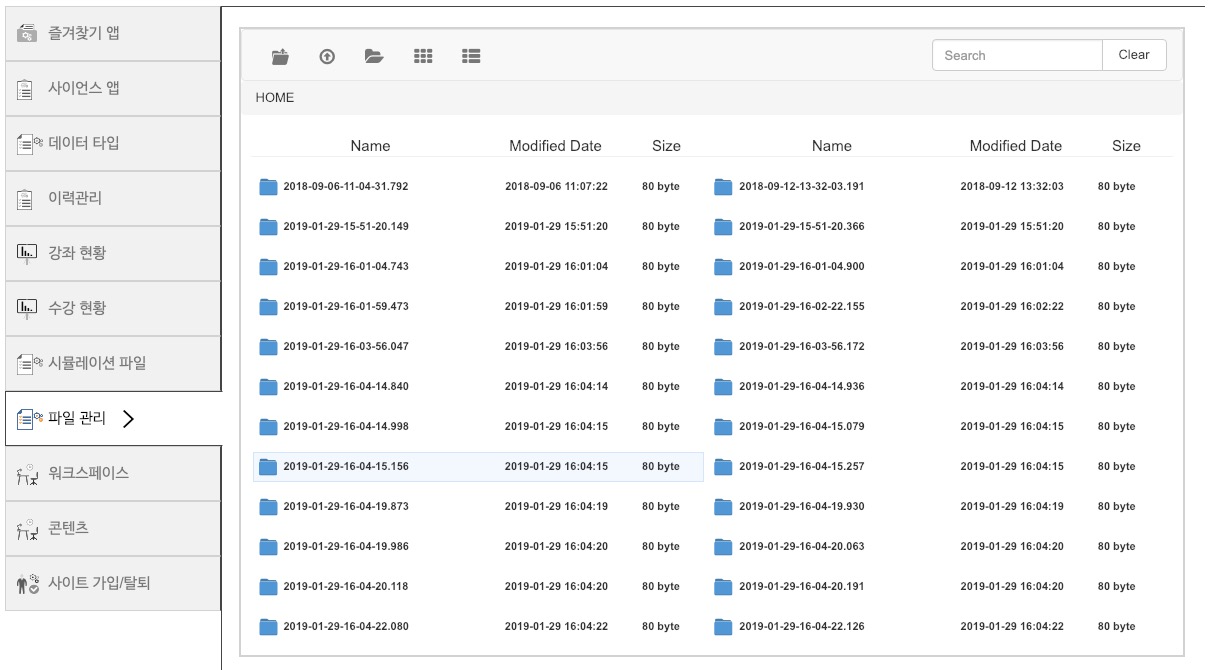 즐겨찾기 앱
사이언스 앱
데이터 타입
이력관리
강좌 현황
수강 현황
시뮬레이션 파일
파일 관리
워크스페이스
콘텐츠
사이트 가입/탈퇴
Search Clear
HOME
Name Modified Date Size Name Modified Date Size
2018-09-06-11-04-31.792 2018-09-06 11:07:22 80 byte 2018-09-12-13-32-03.191 2018-09-12 13:32:03 80 byte
2019-01-29-15-51-20.149 2019-01-29 15:51:20 80 byte 2019-01-29-15-51-20.366 2019-01-29 15:51:20 80 byte
2019-01-29-16-01-04.743 2019-01-29 16:01:04 80 byte 2019-01-29-16-01-04.900 2019-01-29 16:01:04 80 byte
2019-01-29-16-01-59.473 2019-01-29 16:01:59 80 byte 2019-01-29-16-02-22.155 2019-01-29 16:02:22 80 byte
2019-01-29-16-03-56.047 2019-01-29 16:03:56 80 byte 2019-01-29-16-03-56.172 2019-01-29 16:03:56 80 byte
2019-01-29-16-04-14.840 2019-01-29 16:04:14 80 byte 2019-01-29-16-04-14.936 2019-01-29 16:04:14 80 byte
2019-01-29-16-04-14.998 2019-01-29 16:04:15 80 byte 2019-01-29-16-04-15.079 2019-01-29 16:04:15 80 byte
2019-01-29-16-04-15.156 2019-01-29 16:04:15 80 byte 2019-01-29-16-04-15.257 2019-01-29 16:04:15 80 byte
2019-01-29-16-04-19.873 2019-01-29 16:04:19 80 byte 2019-01-29-16-04-19.930 2019-01-29 16:04:19 80 byte
2019-01-29-16-04-19.986 2019-01-29 16:04:20 80 byte 2019-01-29-16-04-20.063 2019-01-29 16:04:20 80 byte
2019-01-29-16-04-20.118 2019-01-29 16:04:20 80 byte 2019-01-29-16-04-20.191 2019-01-29 16:04:20 80 byte
2019-01-29-16-04-22.080 2019-01-29 16:04:22 80 byte 2019-01-29-16-04-22.126 2019-01-29 16:04:22 80 byte